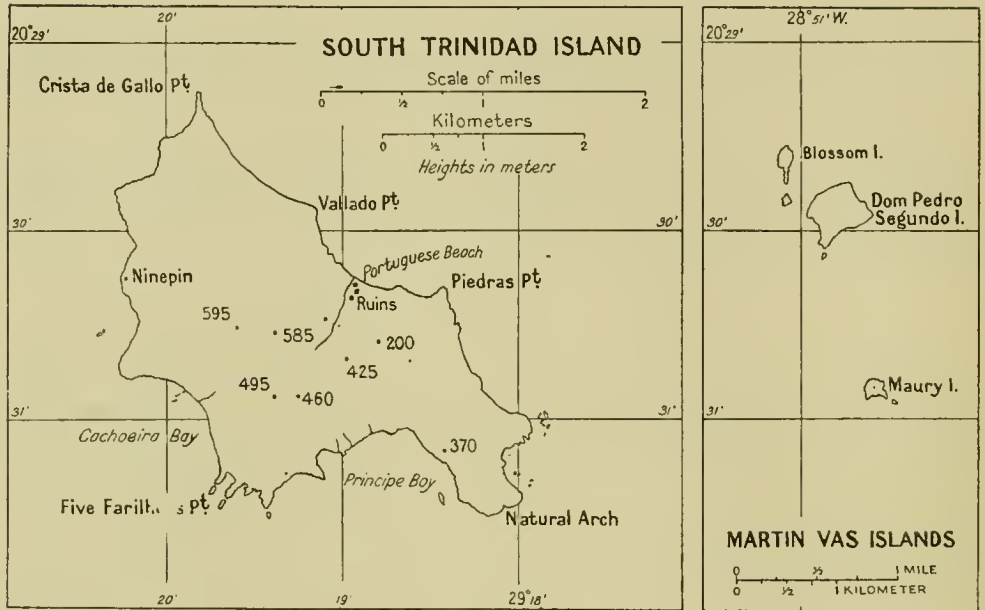 20'
20°29'
SOUTH TRINIDAD ISLAND
Crista de Gallo Pt.
Scale of miles
0 ½ 1 2
Kilometers
0 ½ 1 2
Heights in meters
Vallado Pt.
30'
Portuguese Beach
Ninepin
Piedras Pt.
Ruins
595
585
200
425
495
460
31'
370
Cachoeira Bay
Principe Bay
Five
Pt.
Natural Arch
20'
19'
29°18'
28°51' W.
20°29'
Blossom I.
30'
Dom Pedro
Segundo I.
Maury I.
31'
MARTIN VAS ISLANDS
0 ½ 1 MILE
0 ½ 1 KILOMETER